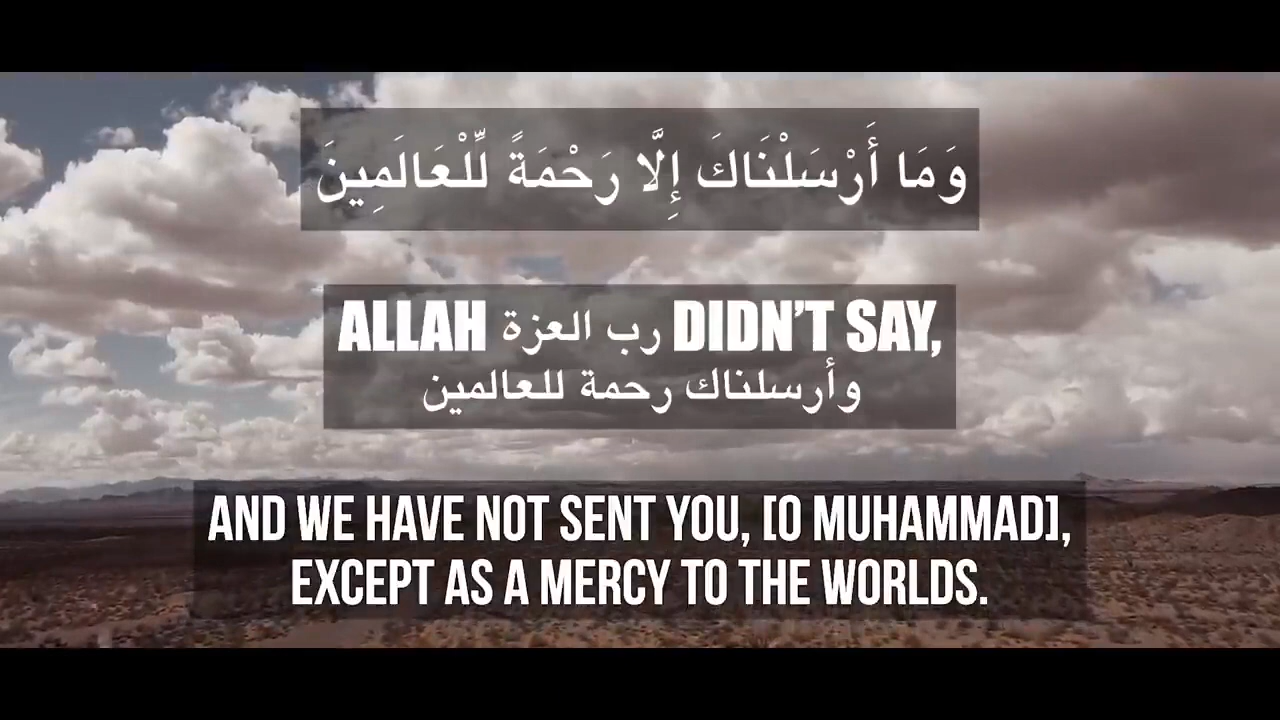 وَمَا أَرْسَلْنَاكَ إِلَّا رَحْمَةً لِّلْعَالَمِينَ
ALLAH رب العزة DIDN'T SAY,
وأرسلناك رحمة للعالمين
AND WE HAVE NOT SENT YOU, [O MUHAMMAD],
EXCEPT AS A MERCY TO THE WORLDS.